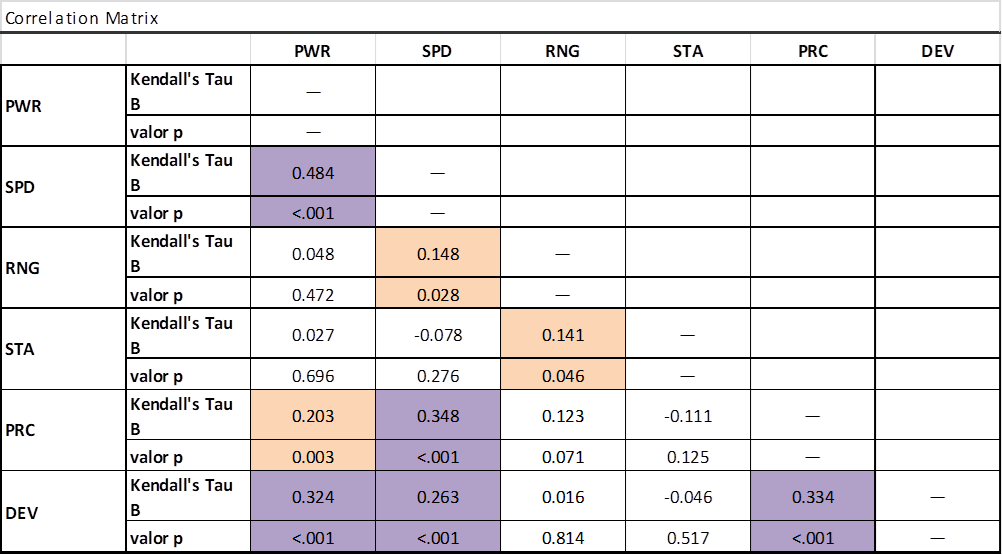 Correlation Matrix
PWR SPD RNG STA PRC DEV
PWR
Kendall's Tau
B
—
valor p —
SPD
Kendall's Tau
B
0.484 —
valor p <.001 —
RNG
Kendall's Tau
B
0.048 0.148 —
valor p 0.472 0.028 —
STA
Kendall's Tau
B
0.027 -0.078 0.141 —
valor p 0.696 0.276 0.046 —
PRC
Kendall's Tau
B
0.203 0.348 0.123 -0.111 —
valor p 0.003 <.001 0.071 0.125 —
DEV
Kendall's Tau
B
0.324 0.263 0.016 -0.046 0.334 —
valor p <.001 <.001 0.814 0.517 <.001 —